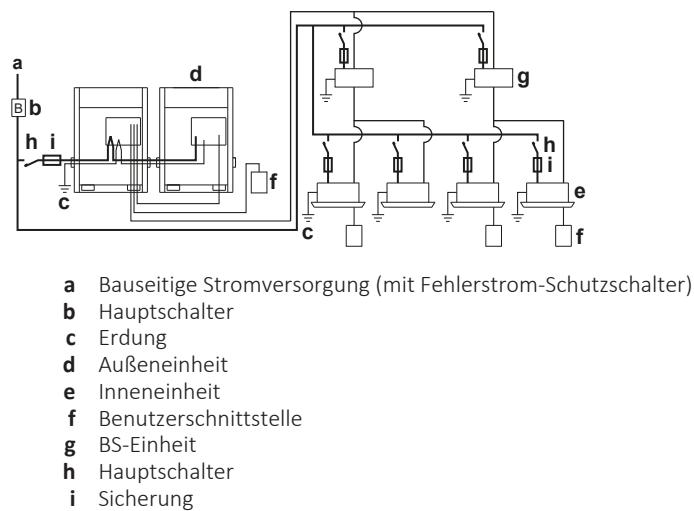 a
d
g
B b
h i
h
i
f
e
c
c
f
a Bauseitige Stromversorgung (mit Fehlerstrom-Schutzschalter)
b Hauptschalter
c Erdung
d Außeneinheit
e Inneneinheit
f Benutzerschnittstelle
g BS-Einheit
h Hauptschalter
i Sicherung